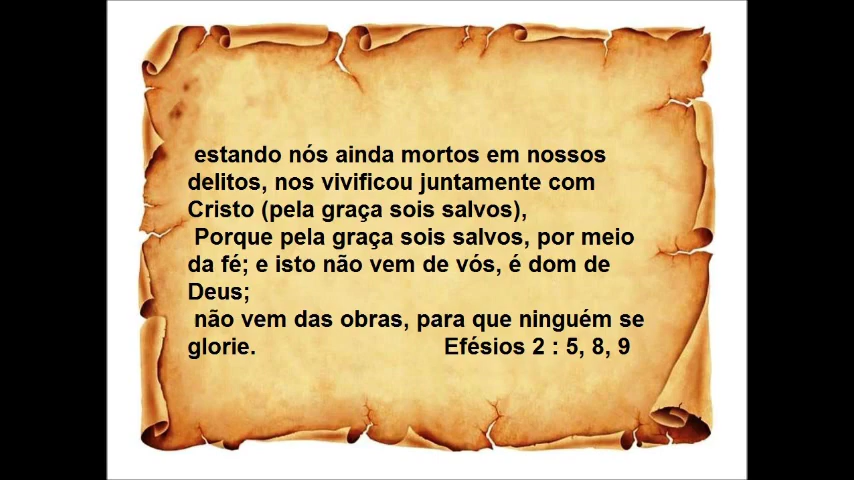 estando nós ainda mortos em nossos
delitos, nos vivificou juntamente com
Cristo (pela graça sois salvos),
Porque pela graça sois salvos, por meio
da fé; e isto não vem de vós, é dom de
Deus;
não vem das obras, para que ninguém se
glorie. Efésios 2 : 5, 8, 9